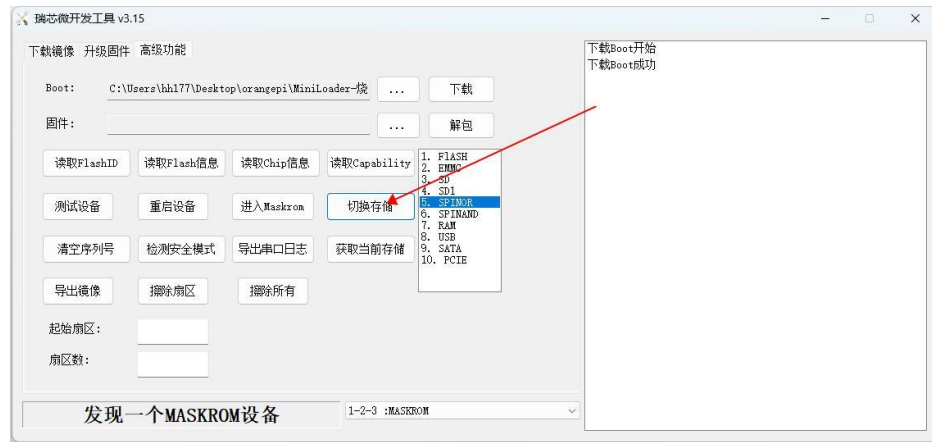 瑞芯微开发工具 v3.15
下载镜像 升级固件 高级功能
Boot: C:\Users\hh177\Desktop\orangepi\MiniLoader-烧 ... 下载
固件: ... 解包
读取FlashID 读取Flash信息 读取Chip信息 读取Capability
测试设备 重启设备 进入Maskrom 切换存储
清空序列号 检测安全模式 导出串口日志 获取当前存储
导出镜像 擦除扇区 擦除所有
1. FlASH
2. EMMC
3. SD
4. SD1
5. SPINOR
6. SPINAND
7. RAM
8. USB
9. SATA
10. PCIE
起始扇区:
扇区数:
发现一个MASKROM设备 1-2-3 :MASKROM
下载Boot开始
下载Boot成功